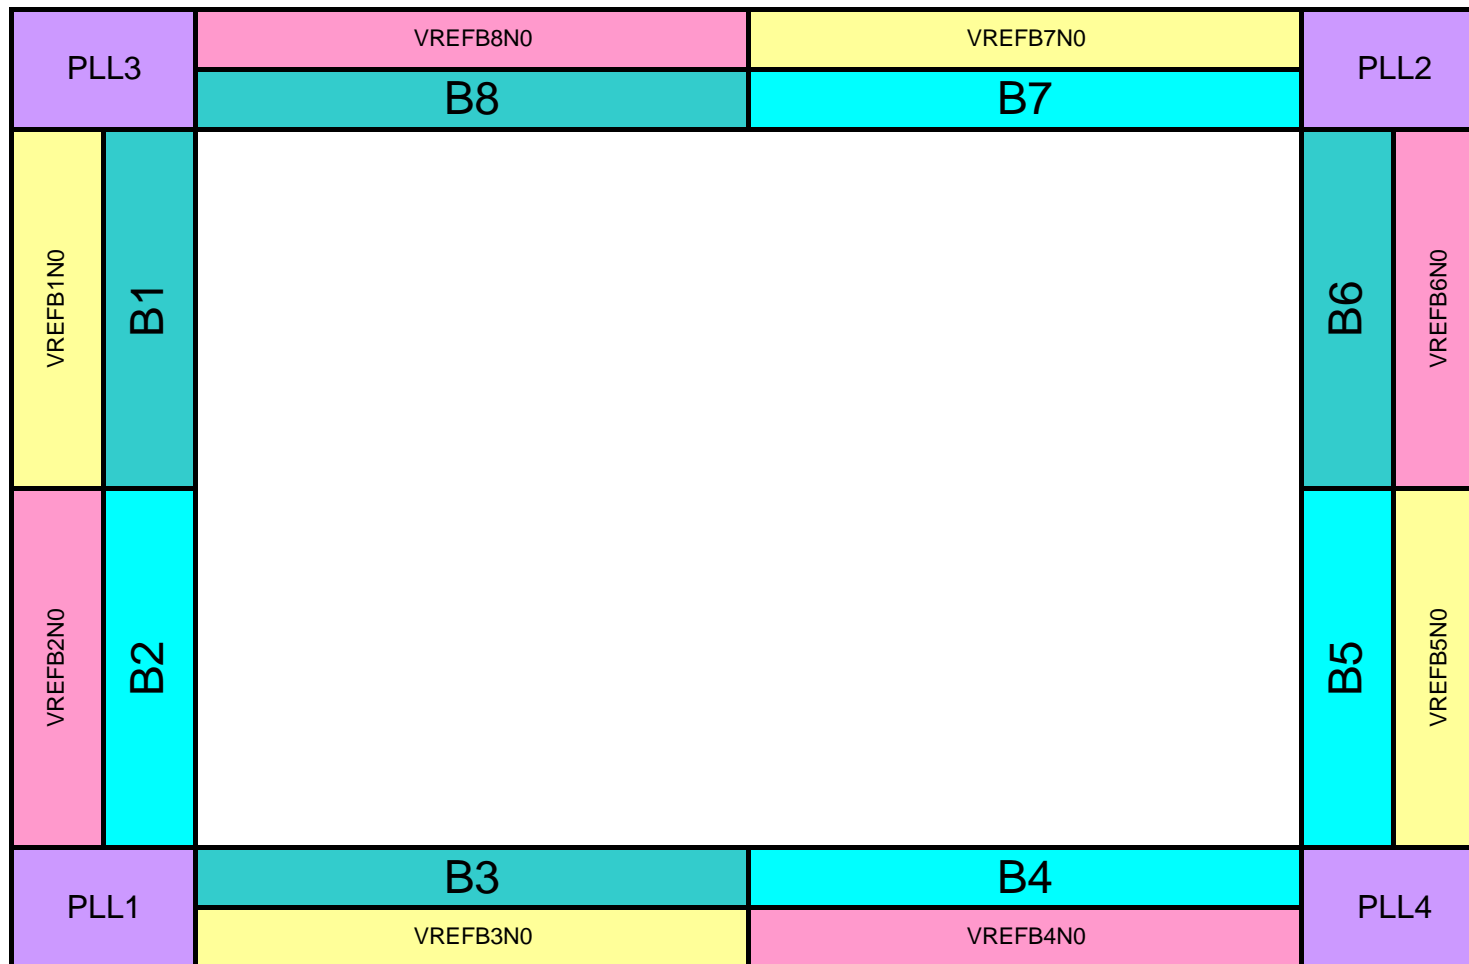 PLL3
VREFB8N0
VREFB7N0
PLL2
B8
B7
VREFB1N0
B1
B6
VREFB6N0
VREFB2N0
B2
B5
VREFB5N0
PLL1
B3
B4
PLL4
VREFB3N0
VREFB4N0